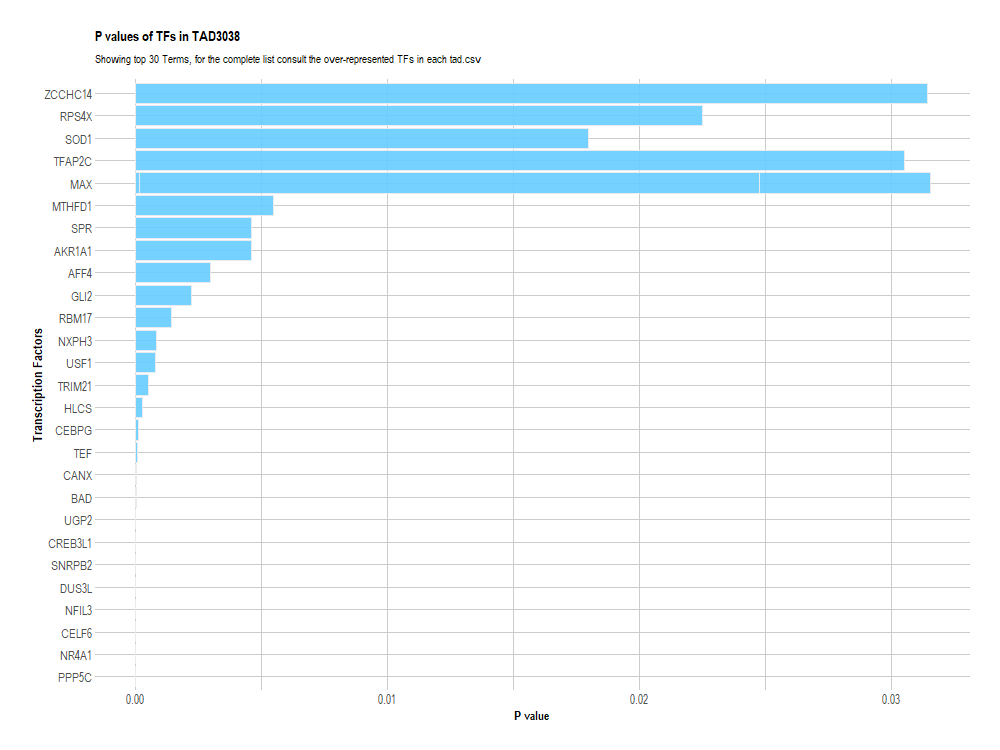 P values of TFs in TAD3038
Showing top 30 Terms, for the complete list consult the over-represented TFs in each tad.csv
Transcription Factors
ZCCHC14
RPS4X
SOD1
TFAP2C
MAX
MTHFD1
SPR
AKR1A1
AFF4
GLI2
RBM17
NXPH3
USF1
TRIM21
HLCS
CEBPG
TEF
CANX
BAD
UGP2
CREB3L1
SNRPB2
DUS3L
NFIL3
CELF6
NR4A1
PPP5C
0.00 0.01 0.02 0.03
P value